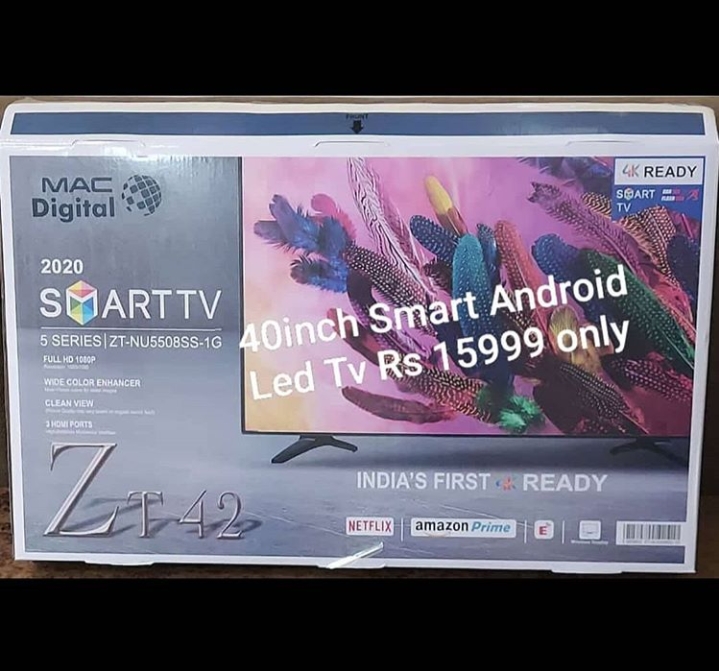 FRONT
MAC
Digital
4K READY
SMART
TV
2020
SMART TV
5 SERIES | ZT-NU5508SS-1G
FULL HD 1080P
WIDE COLOR ENHANCER
CLEAN VIEW
3 HDMI PORTS
40inch Smart Android
Led Tv Rs 15999 only
INDIA'S FIRST 4K READY
ZT 42
NETFLIX
amazon Prime
E